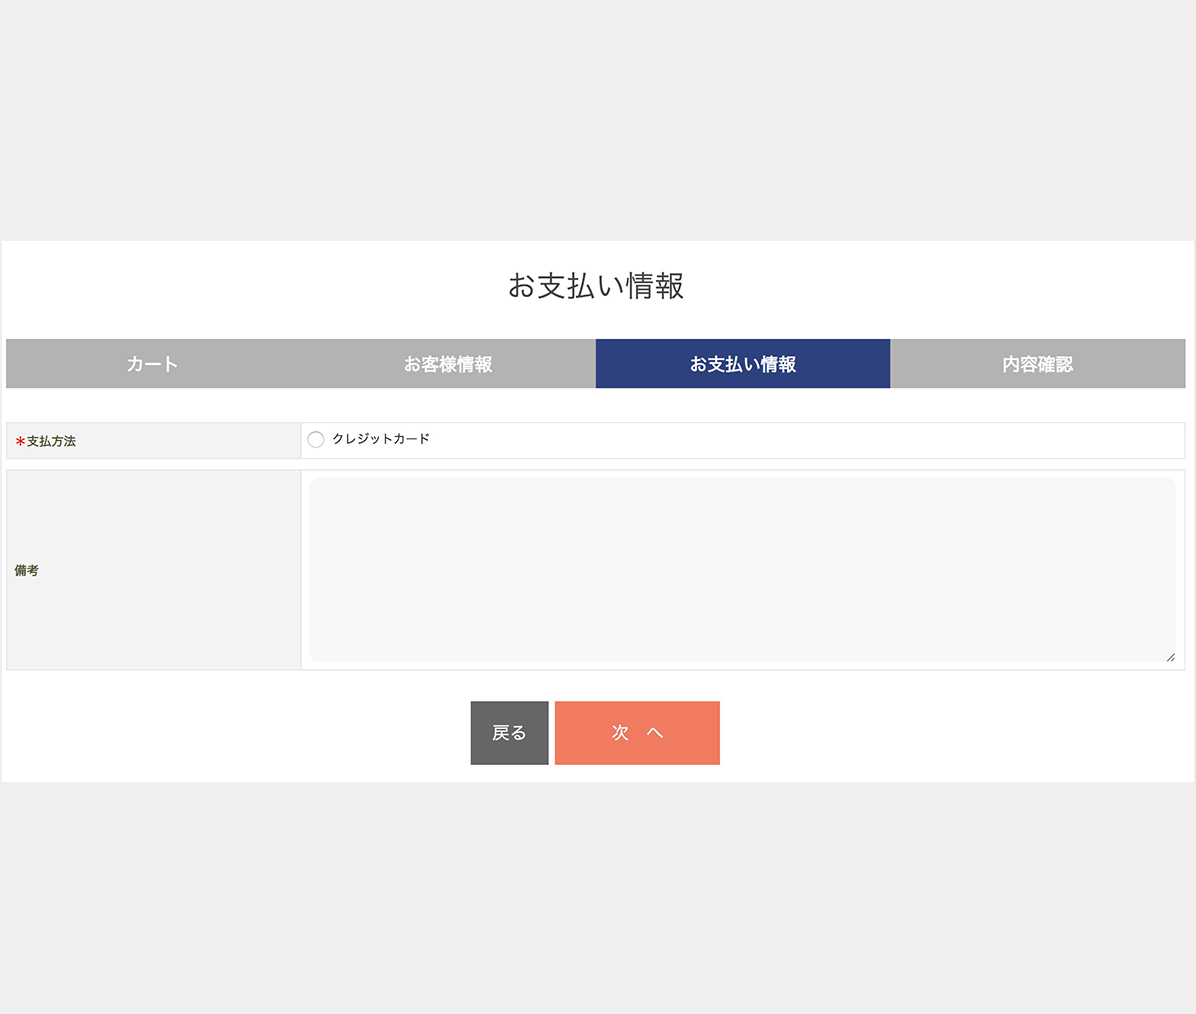 お支払い情報
カート お客様情報 お支払い情報 内容確認
＊支払方法 クレジットカード
備考
戻る 次　へ